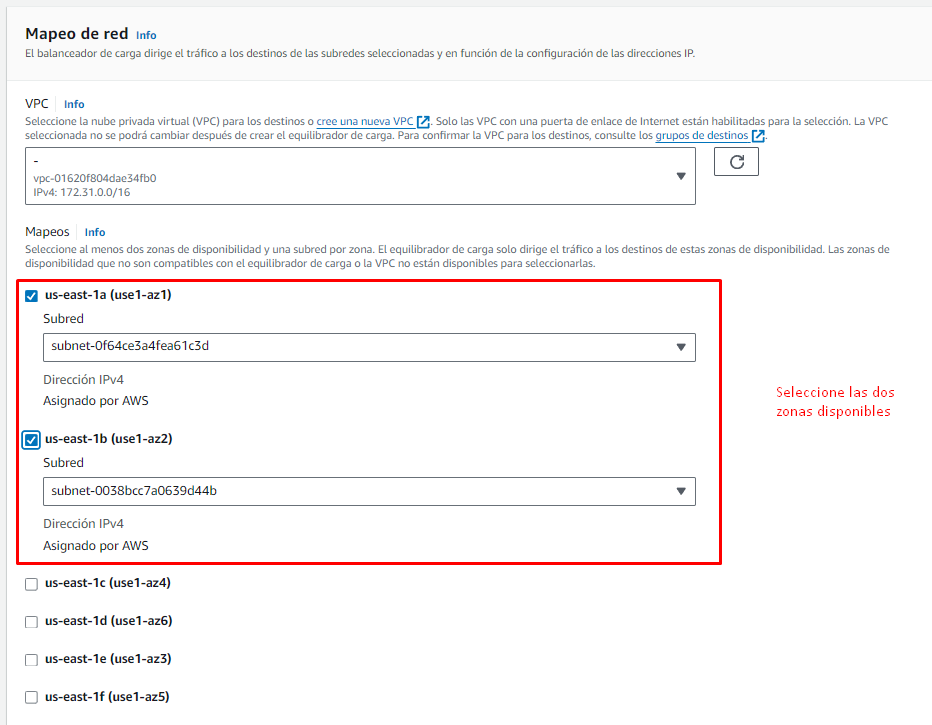 Mapeo de red Info
El balanceador de carga dirige el tráfico a los destinos de las subredes seleccionadas y en función de la configuración de las direcciones IP.
VPC Info
Seleccione la nube privada virtual (VPC) para los destinos o cree una nueva VPC. Solo las VPC con una puerta de enlace de Internet están habilitadas para la selección. La VPC
seleccionada no se podrá cambiar después de crear el equilibrador de carga. Para confirmar la VPC para los destinos, consulte los grupos de destinos.
-
vpc-01620f804dae34fb0
IPv4: 172.31.0.0/16
Mapeos Info
Seleccione al menos dos zonas de disponibilidad y una subred por zona. El equilibrador de carga solo dirige el tráfico a los destinos de estas zonas de disponibilidad. Las zonas de
disponibilidad que no son compatibles con el equilibrador de carga o la VPC no están disponibles para seleccionarlas.
us-east-1a (use1-az1)
Subred
subnet-0f64ce3a4fea61c3d
Dirección IPv4
Asignado por AWS
us-east-1b (use1-az2)
Subred
subnet-0038bcc7a0639d44b
Dirección IPv4
Asignado por AWS
Seleccione las dos
zonas disponibles
us-east-1c (use1-az4)
us-east-1d (use1-az6)
us-east-1e (use1-az3)
us-east-1f (use1-az5)